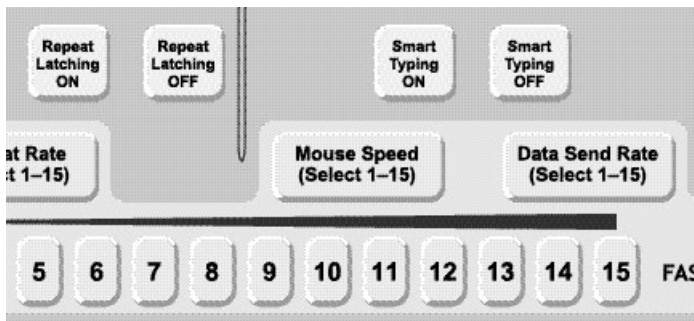 Repeat
Latching
ON
Repeat
Latching
OFF
Smart
Typing
ON
Smart
Typing
OFF
at Rate
ct 1–15)
Mouse Speed
(Select 1–15)
Data Send Rate
(Select 1–15)
5 6 7 8 9 10 11 12 13 14 15 FAS